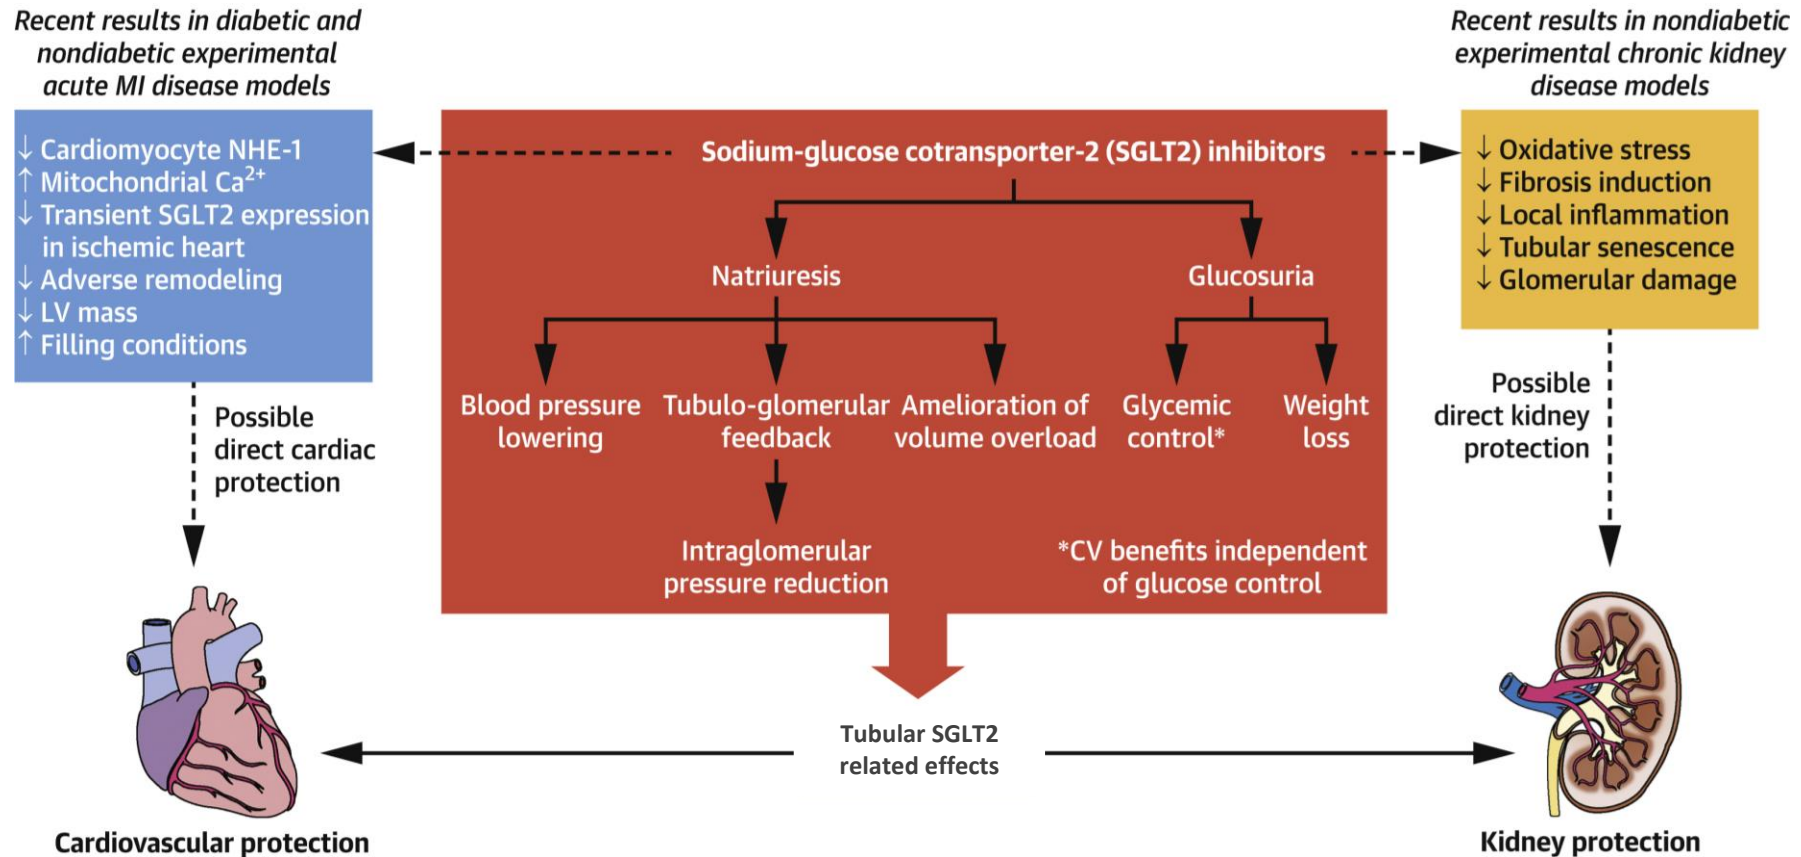 Recent results in diabetic and
nondiabetic experimental
acute MI disease models
↓ Cardiomyocyte NHE-1
↑ Mitochondrial Ca²⁺
↓ Transient SGLT2 expression
in ischemic heart
↓ Adverse remodeling
↓ LV mass
↑ Filling conditions
Possible
direct cardiac
protection
Cardiovascular protection
Sodium-glucose cotransporter-2 (SGLT2) inhibitors
Natriuresis
Glucosuria
Blood pressure
lowering
Tubulo-glomerular
feedback
Amelioration of
volume overload
Glycemic
control*
Weight
loss
Intraglomerular
pressure reduction
*CV benefits independent
of glucose control
Tubular SGLT2
related effects
Recent results in nondiabetic
experimental chronic kidney
disease models
↓ Oxidative stress
↓ Fibrosis induction
↓ Local inflammation
↓ Tubular senescence
↓ Glomerular damage
Possible
direct kidney
protection
Kidney protection